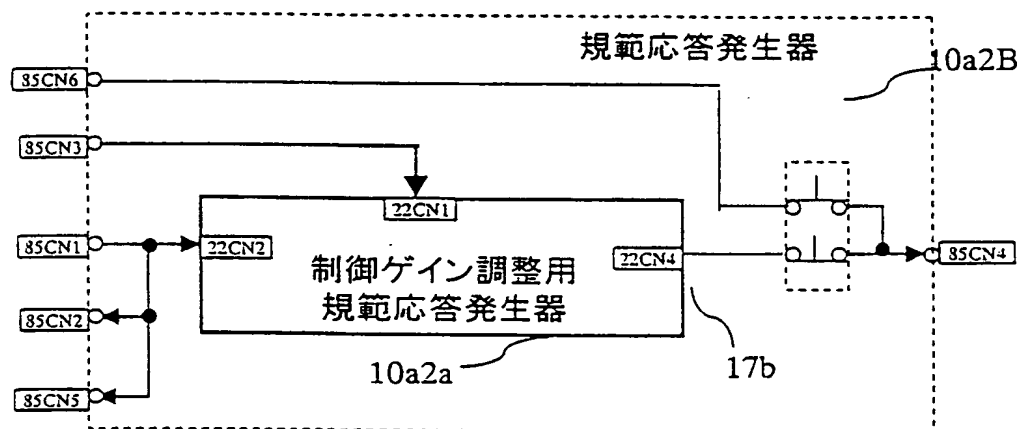 規範応答発生器
10a2B
85CN6
85CN3
22CN1
85CN1
22CN2
制御ゲイン調整用
規範応答発生器
22CN4
85CN4
85CN2
10a2a
17b
85CN5